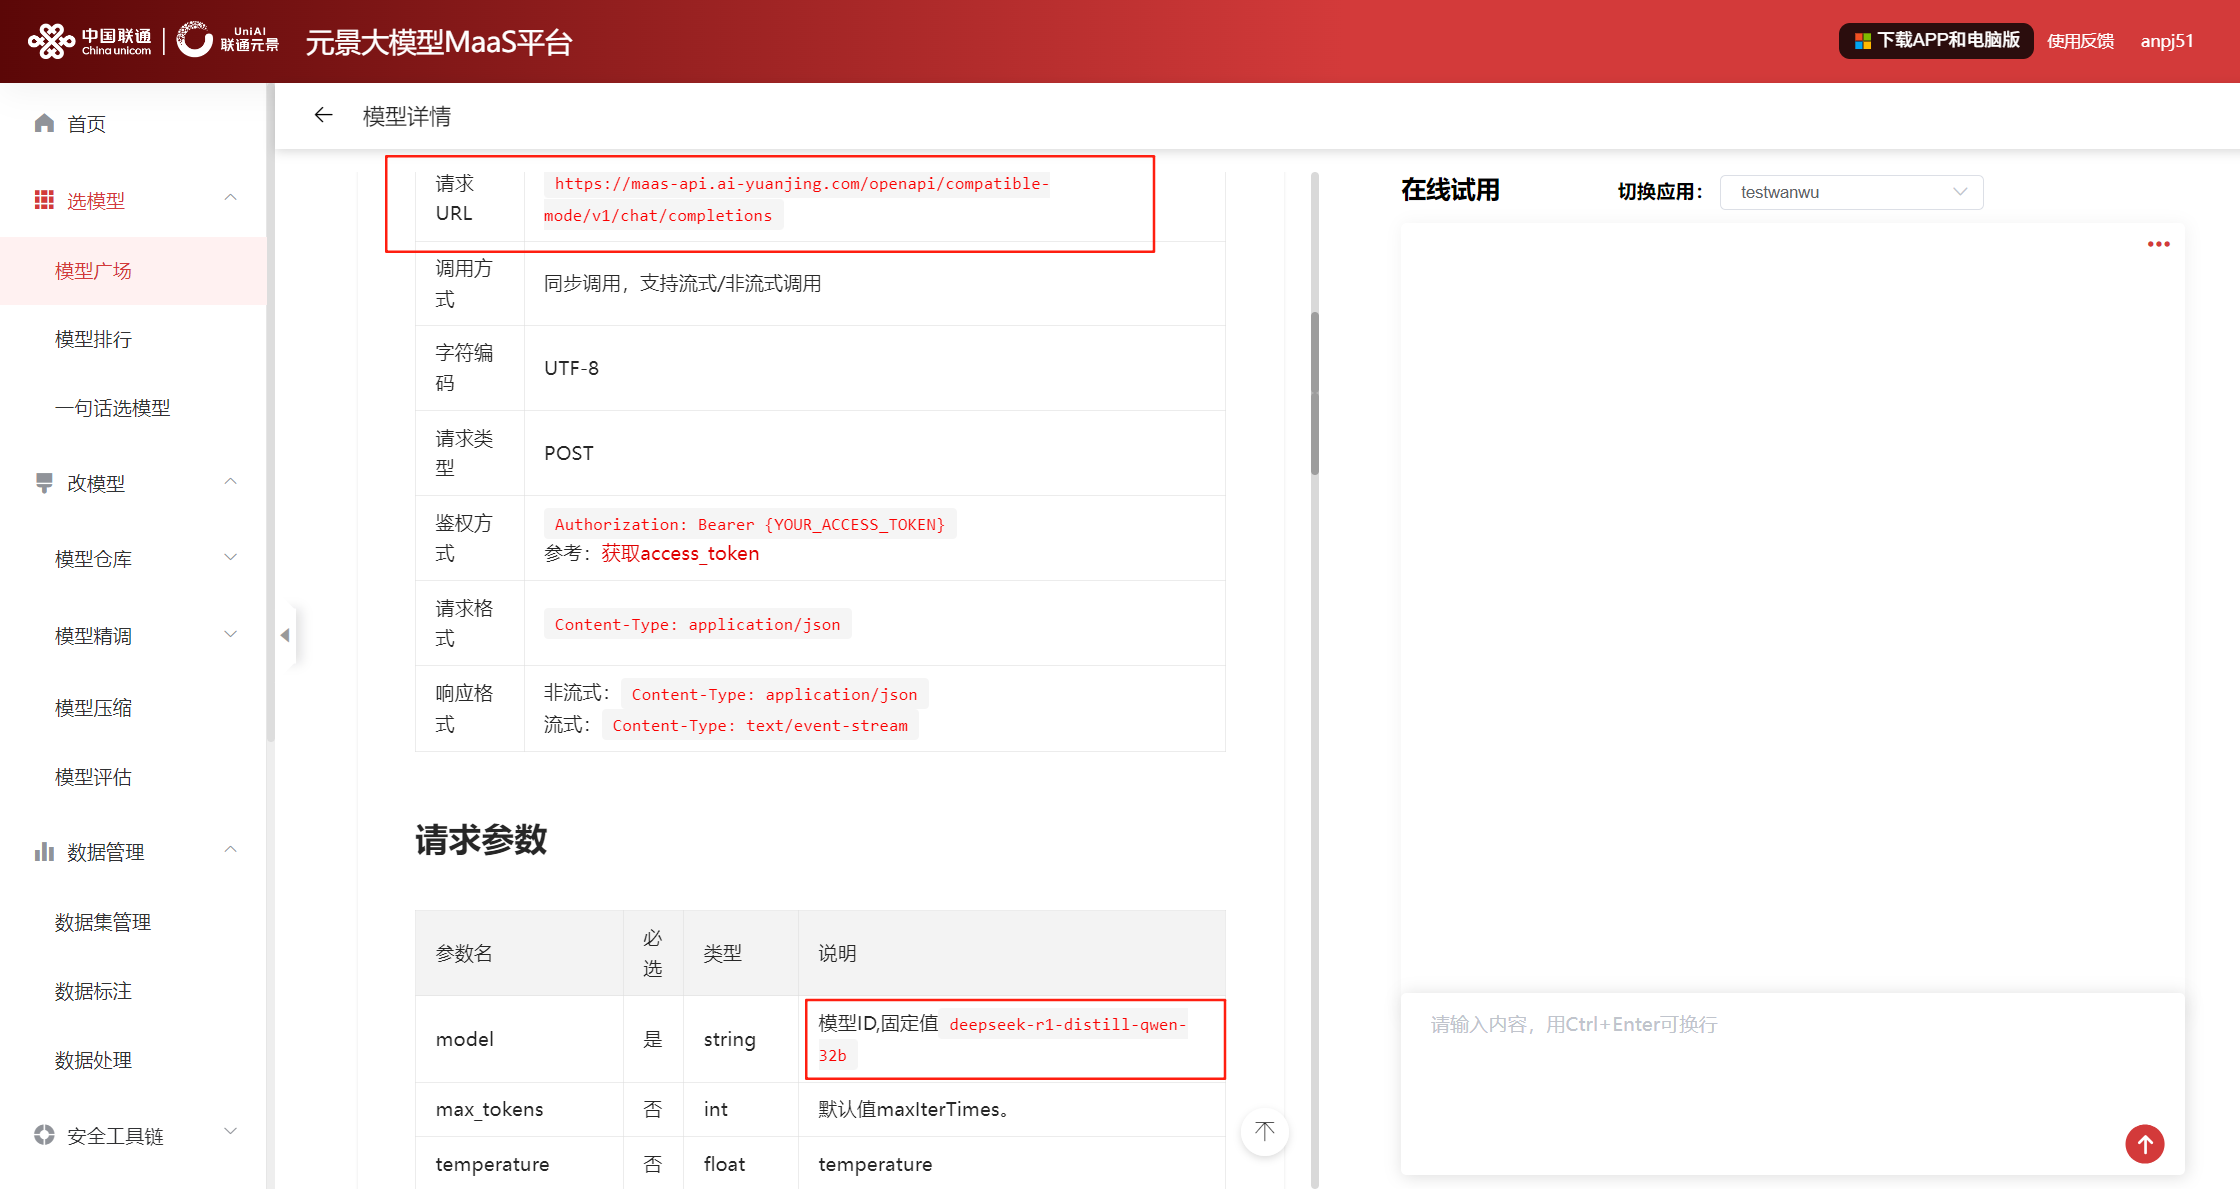 中国联通
China unicom
UniAI
联通元景
元景大模型MaaS平台
下载APP和电脑版
使用反馈
anpj51
首页
选模型
模型广场
模型排行
一句话选模型
改模型
模型仓库
模型精调
模型压缩
模型评估
数据管理
数据集管理
数据标注
数据处理
安全工具链
模型详情
请求
URL
https://maas-api.ai-yuanjing.com/openapi/compatible-
mode/v1/chat/completions
调用方
式
同步调用，支持流式/非流式调用
字符编
码
UTF-8
请求类
型
POST
鉴权方
式
Authorization: Bearer {YOUR_ACCESS_TOKEN}
参考：获取access_token
请求格
式
Content-Type: application/json
响应格
式
非流式：Content-Type: application/json
流式：Content-Type: text/event-stream
请求参数
参数名
必
选
类型
说明
model
是
string
模型ID,固定值 deepseek-r1-distill-qwen-
32b
max_tokens
否
int
默认值maxIterTimes。
temperature
否
float
temperature
在线试用
切换应用：
testwanwu
请输入内容，用Ctrl+Enter可换行